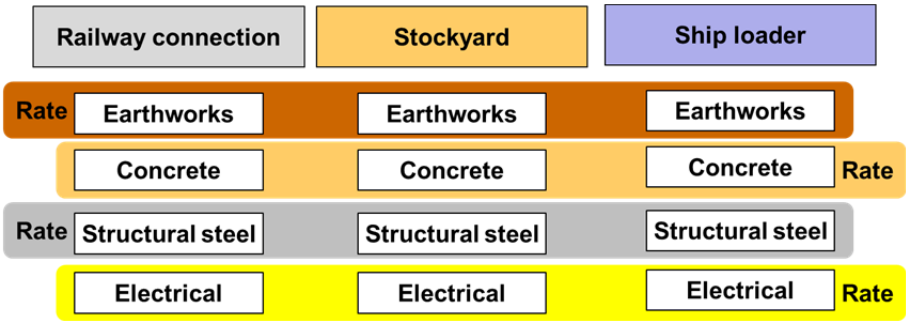 Railway connection
Stockyard
Ship loader
Rate Earthworks Earthworks Earthworks
Concrete Concrete Concrete Rate
Rate Structural steel Structural steel Structural steel
Electrical Electrical Electrical Rate